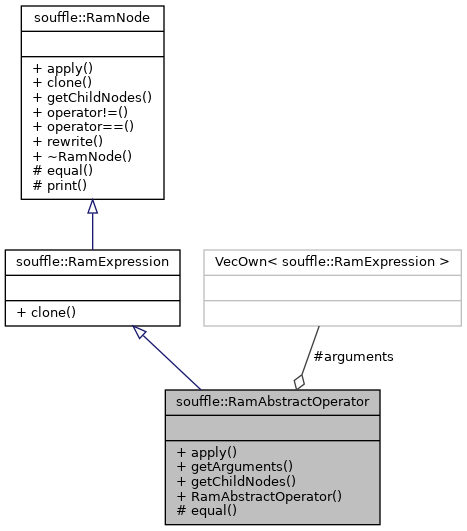 souffle::RamNode
+ apply()
+ clone()
+ getChildNodes()
+ operator!=()
+ operator==()
+ rewrite()
+ ~RamNode()
# equal()
# print()
souffle::RamExpression
+ clone()
VecOwn< souffle::RamExpression >
#arguments
souffle::RamAbstractOperator
+ apply()
+ getArguments()
+ getChildNodes()
+ RamAbstractOperator()
# equal()